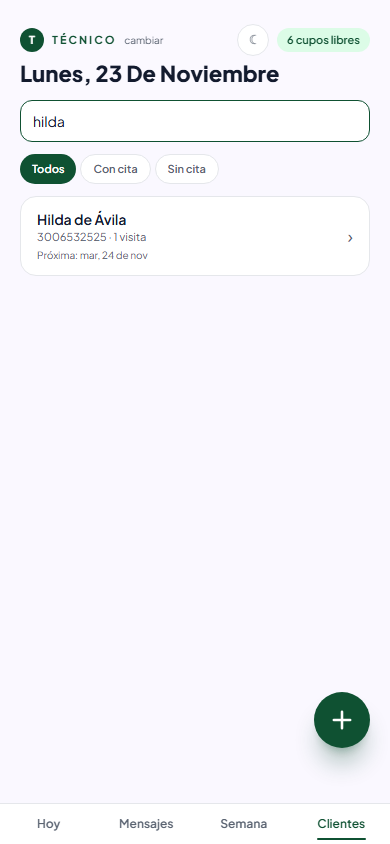 T TÉCNICO cambiar 6 cupos libres
Lunes, 23 De Noviembre
hilda
Todos Con cita Sin cita
Hilda de Ávila
3006532525 · 1 visita
Próxima: mar, 24 de nov
Hoy Mensajes Semana Clientes